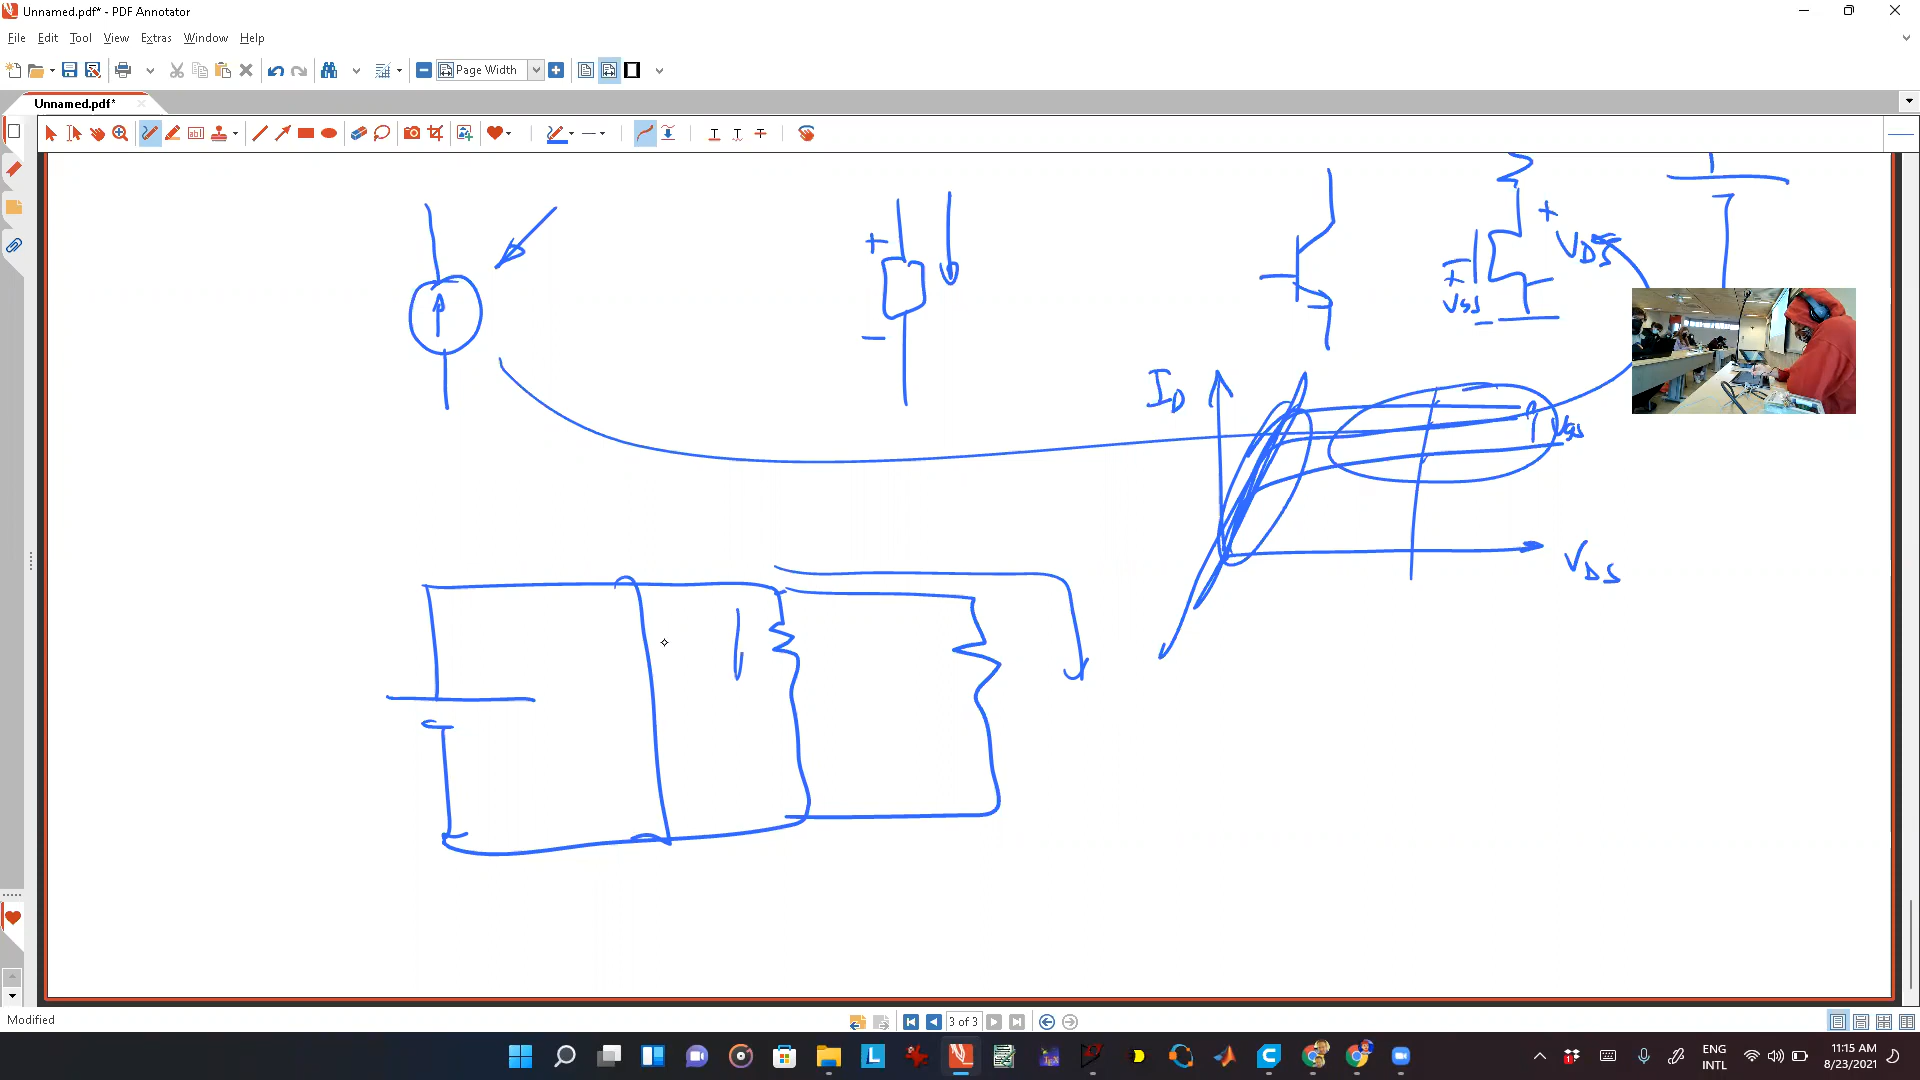 Unnamed.pdf* - PDF Annotator
File Edit Tool View Extras Window Help
Page Width
Unnamed.pdf*
+
VDS
+
VGS
+
-
ID
VGS
VDS
Modified
3 of 3
ENG
INTL
11:15 AM
8/23/2021